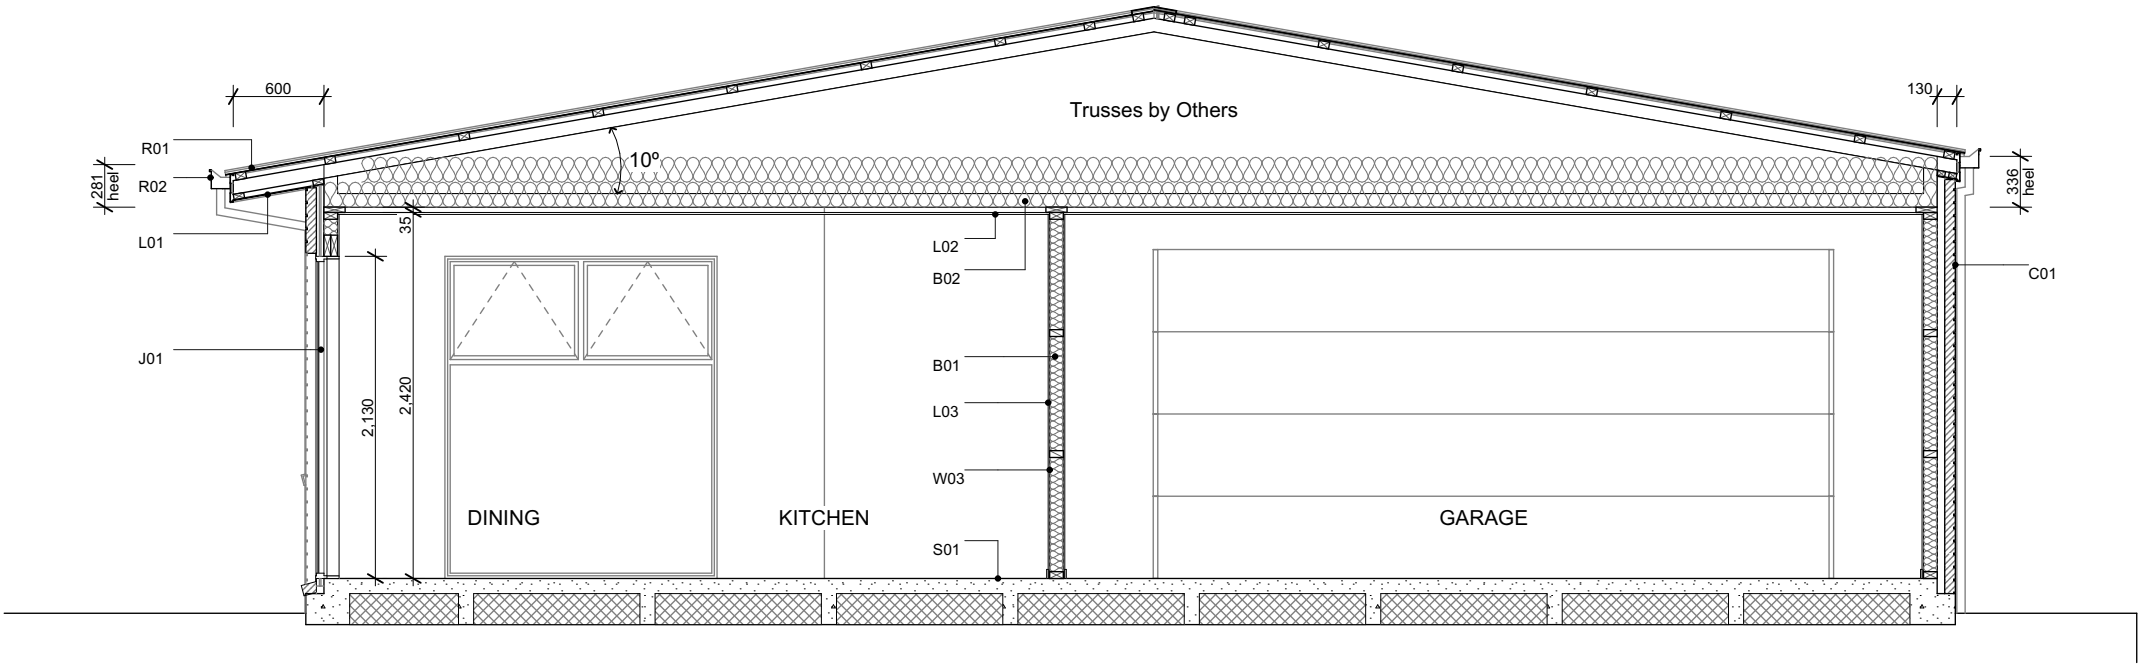 Trusses by Others
600
130
R01
10º
281
heel
R02
336
heel
L01
35
L02
B02
C01
J01
B01
2,130
2,420
L03
W03
DINING
KITCHEN
GARAGE
S01